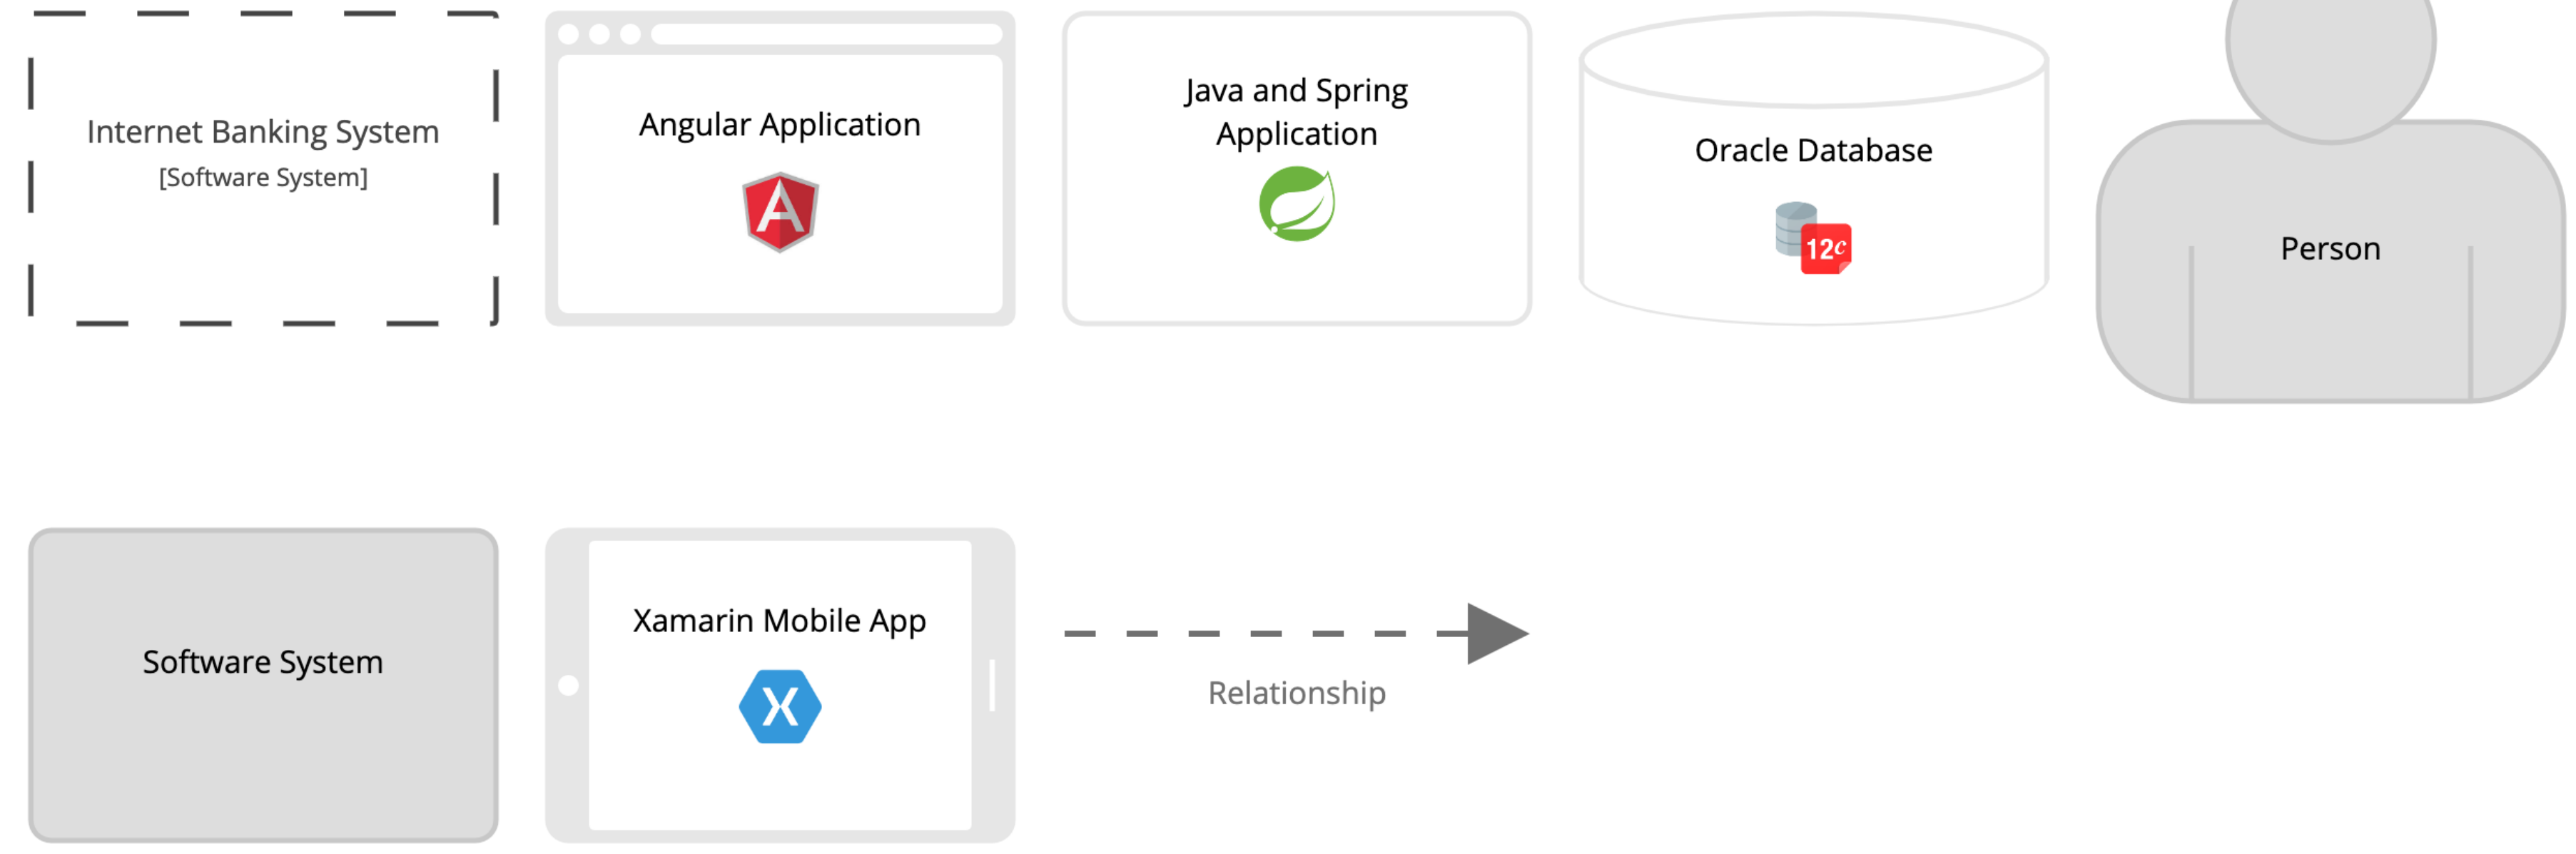 Internet Banking System
[Software System]
Angular Application
A
Java and Spring
Application
Oracle Database
12c
Person
Software System
Xamarin Mobile App
X
Relationship